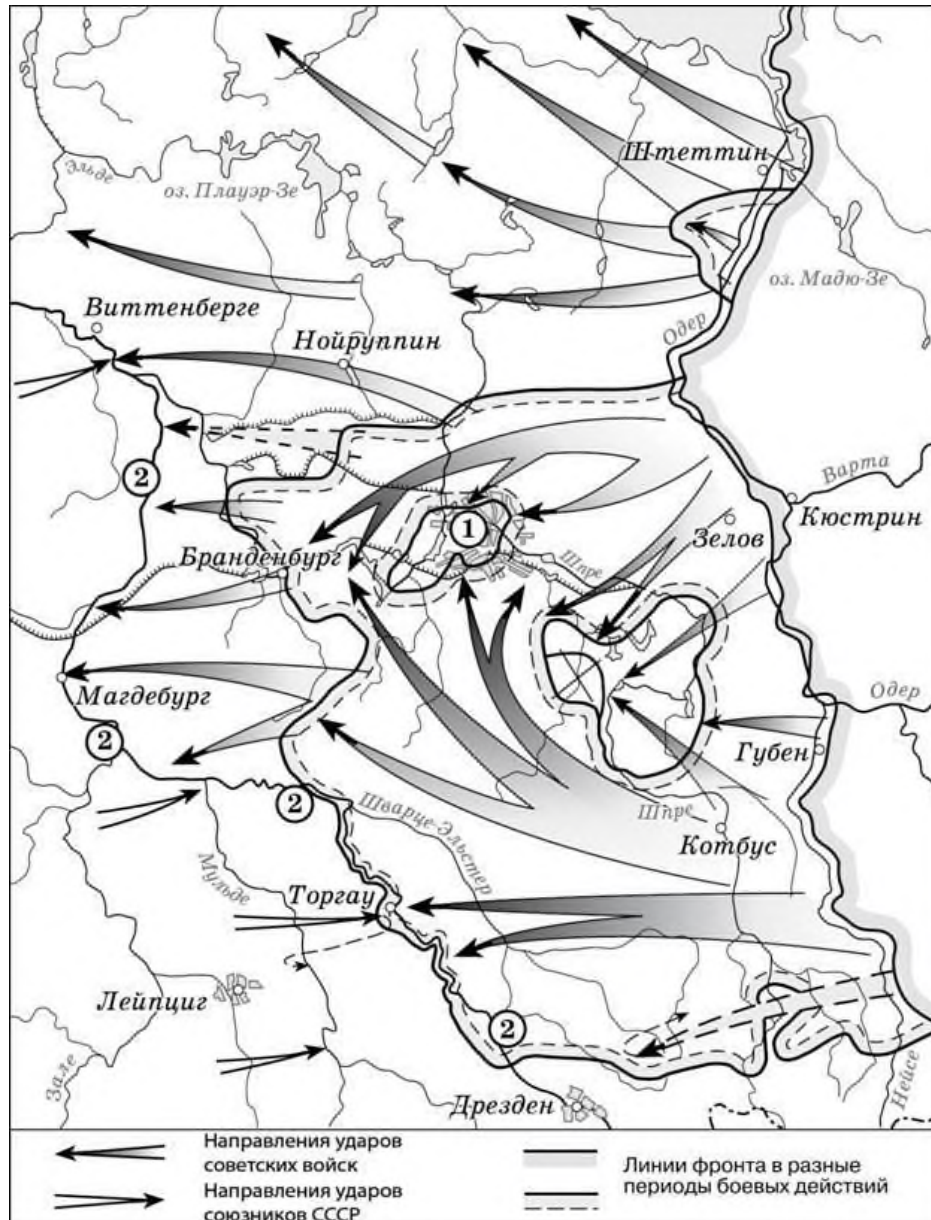 Штеттин
Эльде
оз. Плауэр-Зе
оз. Мадю-Зе
Виттенберге
Одер
Нойруппин
2
Варта
1
Кюстрин
Зелов
Бранденбург
Шпре
Магдебург
Одер
2
Губен
2
Шпре
Шварце-Эльстер
Котбус
Мульде
Торгау
Лейпциг
2
Зале
Нейсе
Дрезден
Направления ударов
советских войск
Направления ударов
союзников СССР
Линии фронта в разные
периоды боевых действий